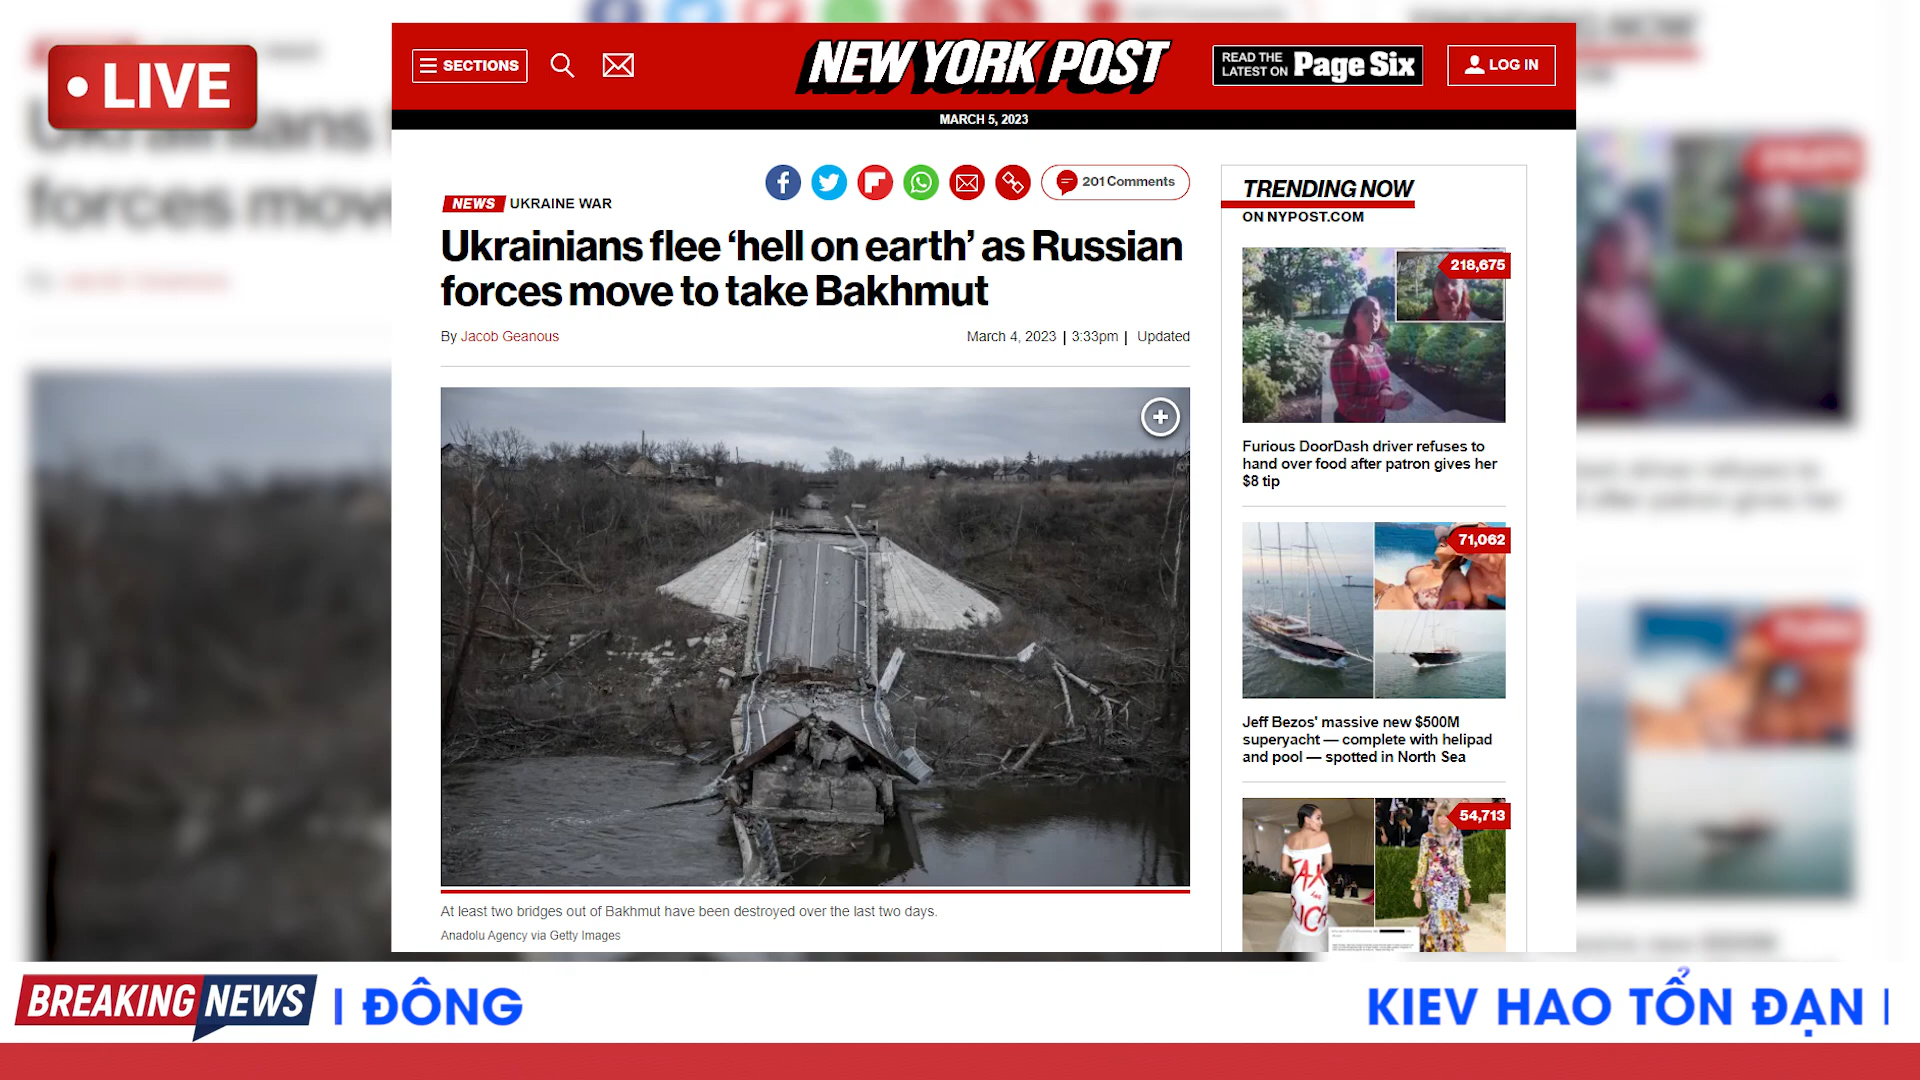 LIVE
SECTIONS
NEW YORK POST
READ THE
LATEST ON
Page Six
LOG IN
MARCH 5, 2023
201 Comments
NEWS UKRAINE WAR
Ukrainians flee ‘hell on earth’ as Russian
forces move to take Bakhmut
By Jacob Geanous
March 4, 2023 | 3:33pm | Updated
At least two bridges out of Bakhmut have been destroyed over the last two days.
Anadolu Agency via Getty Images
TRENDING NOW
ON NYPOST.COM
218,675
Furious DoorDash driver refuses to
hand over food after patron gives her
$8 tip
71,062
Jeff Bezos' massive new $500M
superyacht — complete with helipad
and pool — spotted in North Sea
54,713
BREAKING NEWS
ĐÔNG
KIEV HAO TỔN ĐẠN